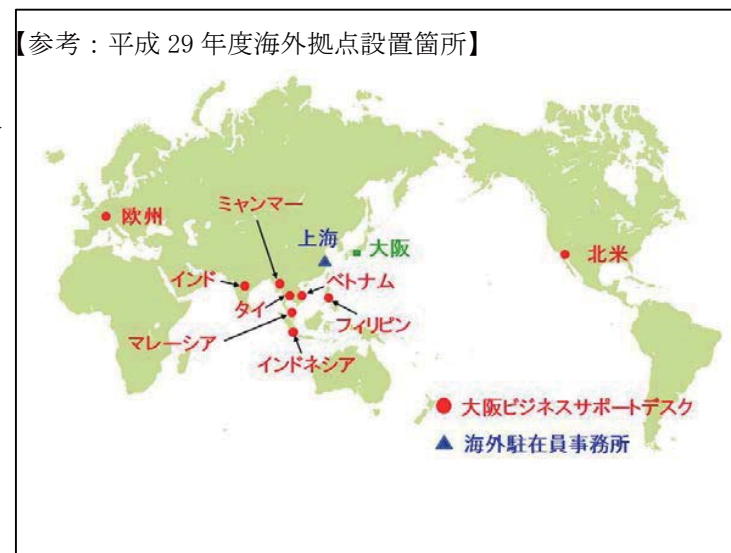 【参考：平成 29 年度海外拠点設置箇所】
欧州
ミャンマー
上海
大阪
北米
インド
ベトナム
タイ
フィリピン
マレーシア
インドネシア
大阪ビジネスサポートデスク
海外駐在員事務所